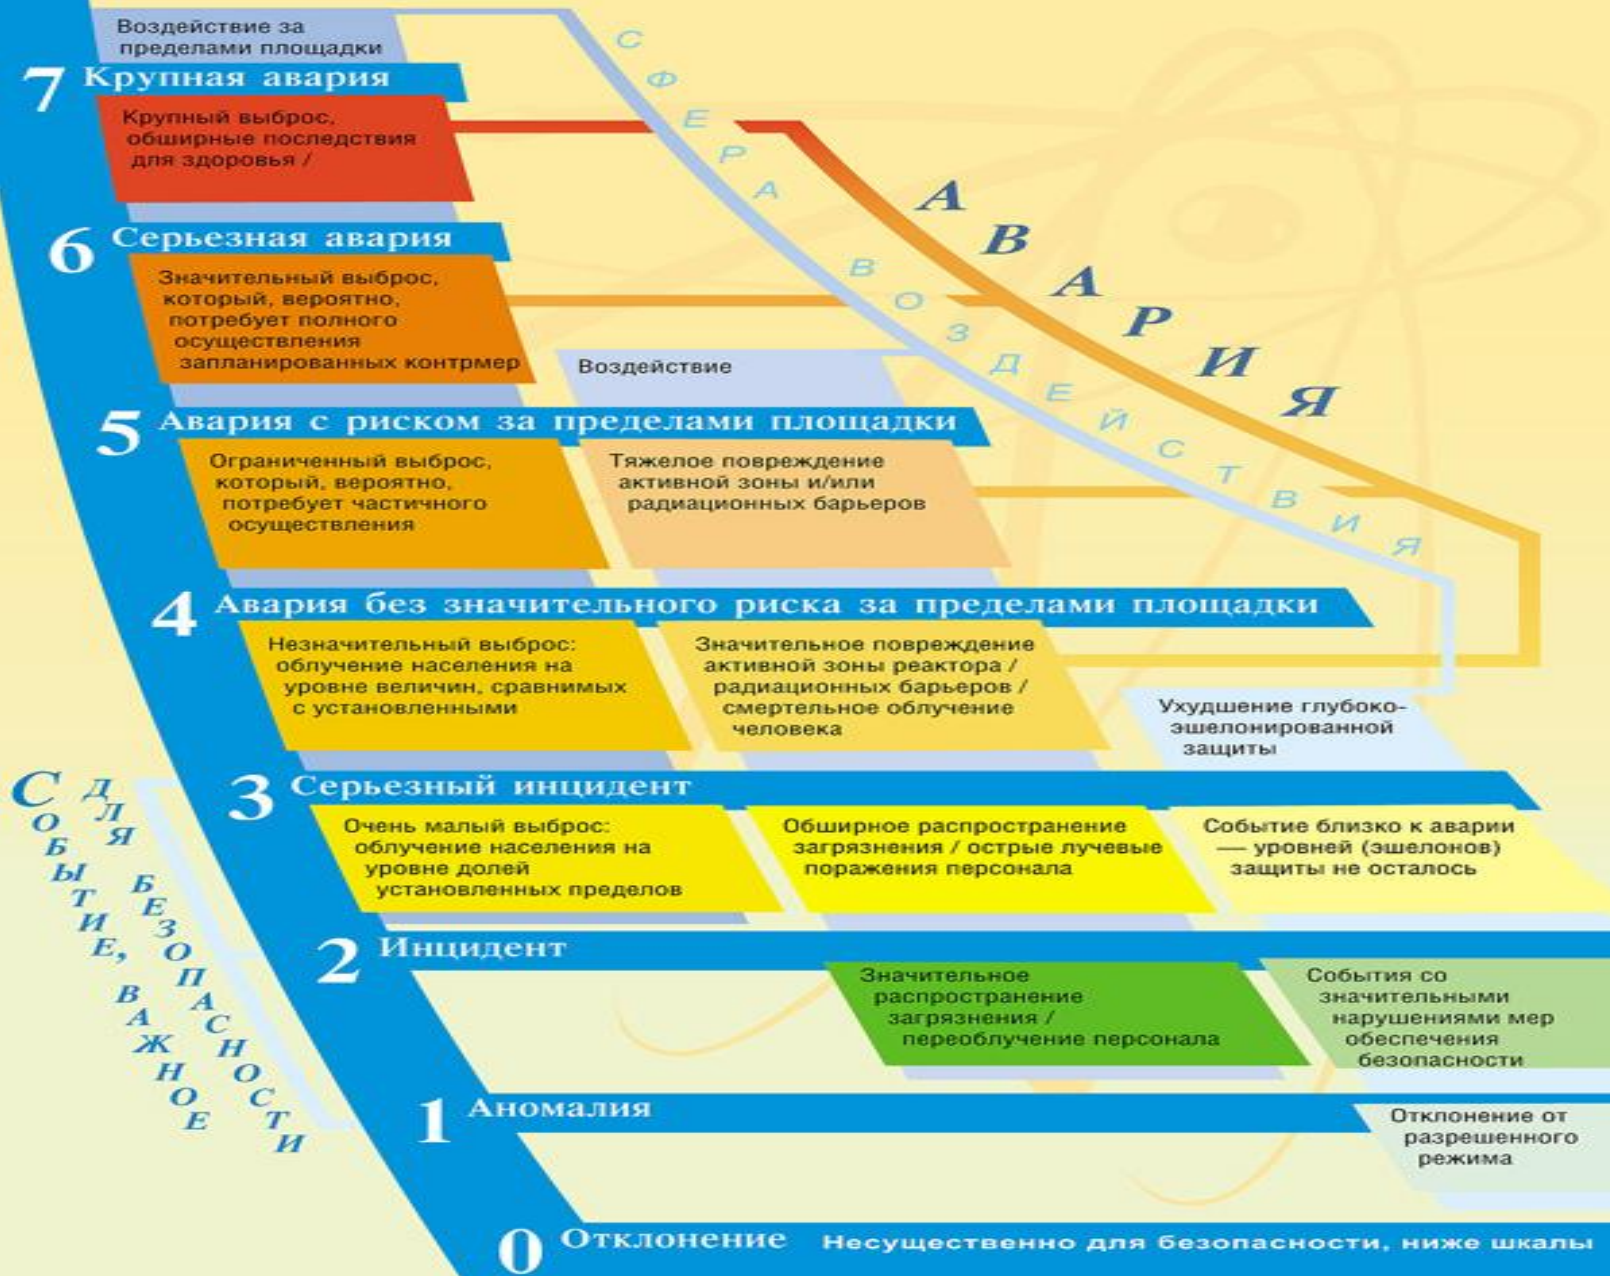 Воздействие за
пределами площадки
7 Крупная авария
Крупный выброс,
обширные последствия
для здоровья /
СФЕРА ВОЗДЕЙСТВИЯ
АВАРИЯ
6 Серьезная авария
Значительный выброс,
который, вероятно,
потребует полного
осуществления
запланированных контрмер
Воздействие
5 Авария с риском за пределами площадки
Ограниченный выброс,
который, вероятно,
потребует частичного
осуществления
Тяжелое повреждение
активной зоны и/или
радиационных барьеров
4 Авария без значительного риска за пределами площадки
Незначительный выброс:
облучение населения на
уровне величин, сравнимых
с установленными
Значительное повреждение
активной зоны реактора /
радиационных барьеров /
смертельное облучение
человека
Ухудшение глубоко-
эшелонированной
защиты
3 Серьезный инцидент
Очень малый выброс:
облучение населения на
уровне долей
установленных пределов
Обширное распространение
загрязнения / острые лучевые
поражения персонала
Событие близко к аварии
— уровней (эшелонов)
защиты не осталось
СОБЫТИЕ, ВАЖНОЕ
ДЛЯ БЕЗОПАСНОСТИ
2 Инцидент
Значительное
распространение
загрязнения /
переоблучение персонала
События со
значительными
нарушениями мер
обеспечения
безопасности
1 Аномалия
Отклонение от
разрешенного
режима
0 Отклонение Несущественно для безопасности, ниже шкалы